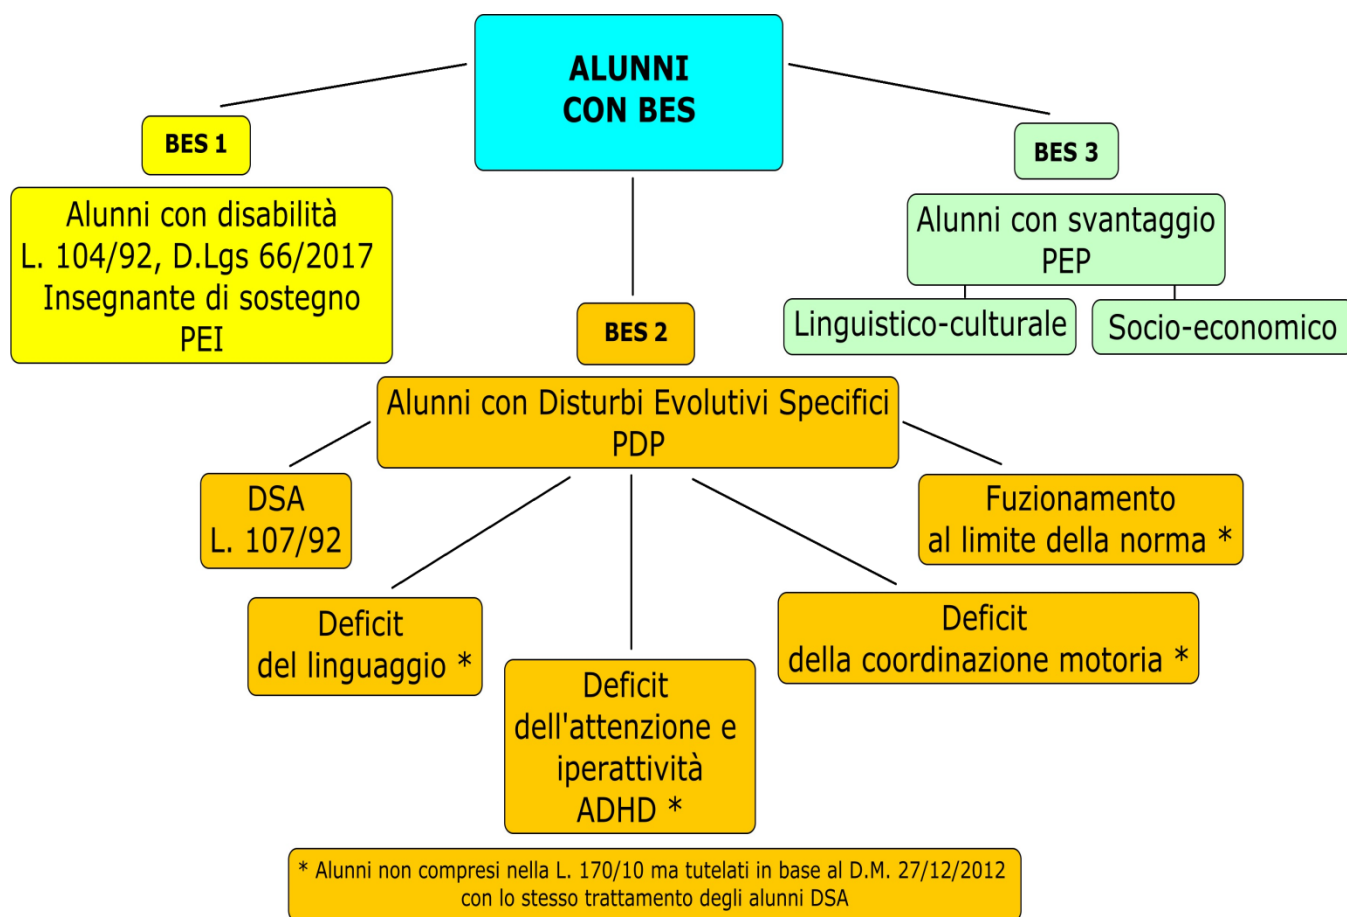 ALUNNI
CON BES
BES 1
Alunni con disabilità
L. 104/92, D.Lgs 66/2017
Insegnante di sostegno
PEI
BES 2
Alunni con Disturbi Evolutivi Specifici
PDP
DSA
L. 107/92
Deficit
del linguaggio *
Deficit
dell'attenzione e
iperattività
ADHD *
Deficit
della coordinazione motoria *
Fuzionamento
al limite della norma *
* Alunni non compresi nella L. 170/10 ma tutelati in base al D.M. 27/12/2012
con lo stesso trattamento degli alunni DSA
BES 3
Alunni con svantaggio
PEP
Linguistico-culturale
Socio-economico